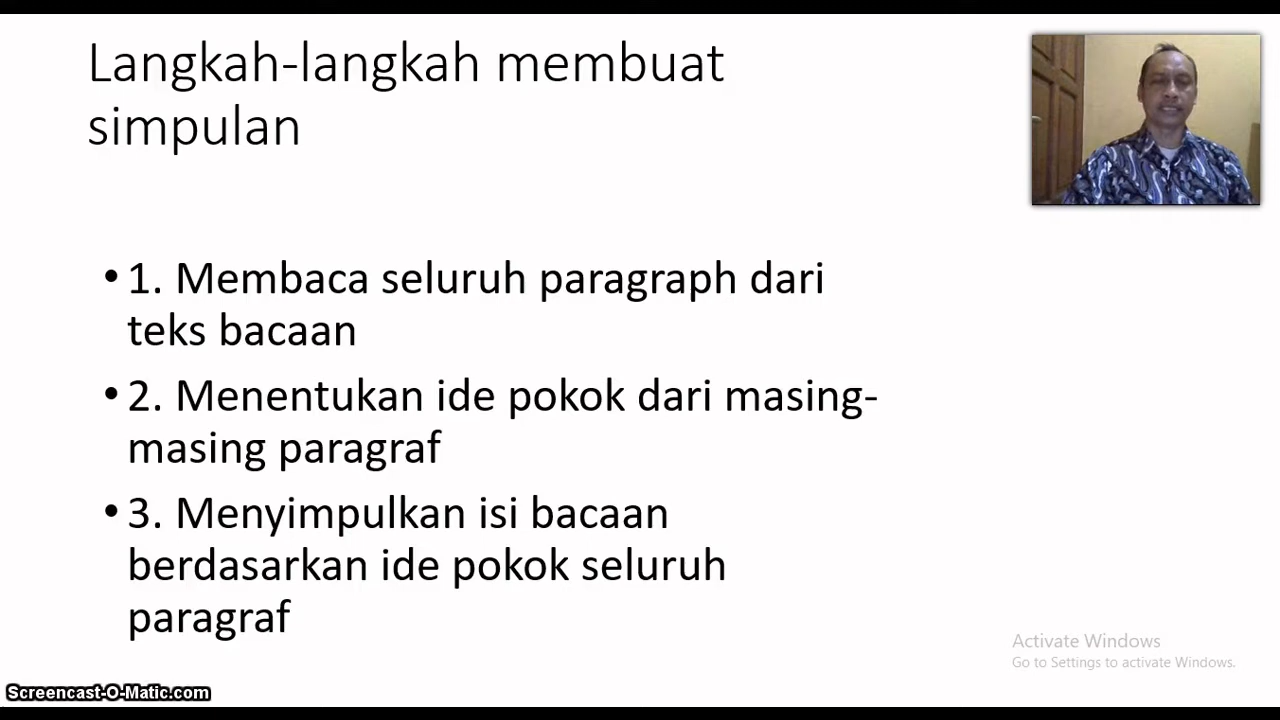 Langkah-langkah membuat
simpulan
• 1. Membaca seluruh paragraph dari
teks bacaan
• 2. Menentukan ide pokok dari masing-
masing paragraf
• 3. Menyimpulkan isi bacaan
berdasarkan ide pokok seluruh
paragraf
Activate Windows
Go to Settings to activate Windows.
Screencast-O-Matic.com